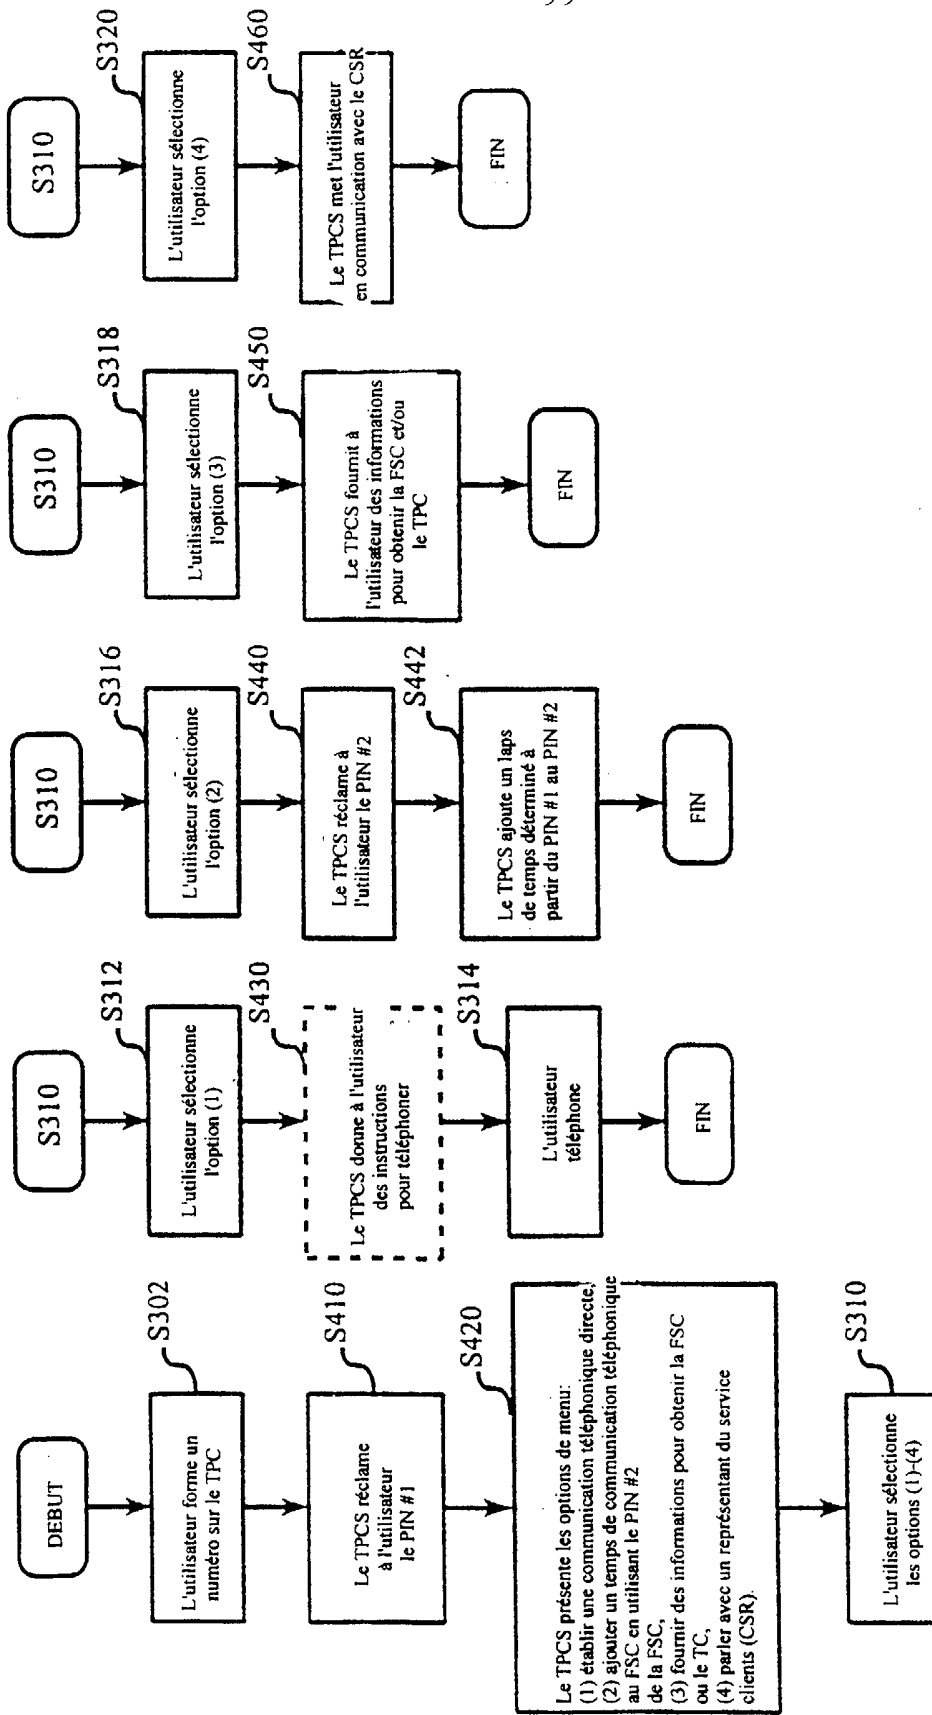 DEBUT
S302
L'utilisateur forme un
numéro sur le TPC
S410
Le TPCS réclame
à l'utilisateur
le PIN #1
S420
Le TPCS présente les options de menu:
(1) établir une communication téléphonique directe,
(2) ajouter un temps de communication téléphonique
au FSC en utilisant le PIN #2
de la FSC,
(3) fournir des informations pour obtenir la FSC
ou le TC,
(4) parler avec un représentant du service
clients (CSR).
S310
L'utilisateur sélectionne
les options (1)-(4)
S310
S312
L'utilisateur sélectionne
l'option (1)
S430
Le TPCS donne à l'utilisateur
des instructions
pour téléphoner
S314
L'utilisateur
téléphone
FIN
S310
S316
L'utilisateur sélectionne
l'option (2)
S440
Le TPCS réclame à
l'utilisateur le PIN #2
S442
Le TPCS ajoute un laps
de temps déterminé à
partir du PIN #1 au PIN #2
FIN
S310
S318
L'utilisateur sélectionne
l'option (3)
S450
Le TPCS fournit à
l'utilisateur des informations
pour obtenir la FSC et/ou
le TPC
FIN
S310
S320
L'utilisateur sélectionne
l'option (4)
S460
Le TPCS met l'utilisateur
en communication avec le CSR
FIN